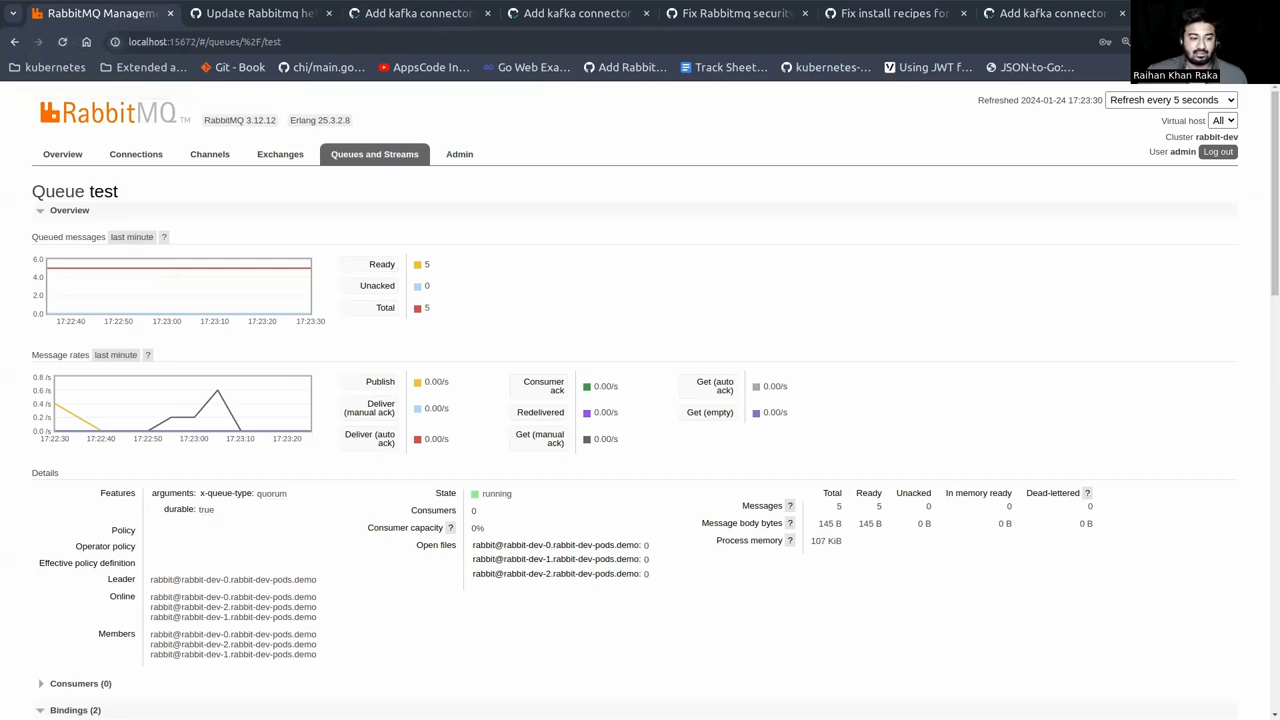 RabbitMQ Managem
Update Rabbitmq he
Add kafka connector
Add kafka connector
Fix Rabbitmq securit
Fix install recipes for
Add kafka connector
localhost:15672/#/queues/%2F/test
kubernetes
Extended a...
Git - Book
chi/main.go...
AppsCode In...
Go Web Exa...
Add Rabbit...
Track Sheet...
kubernetes-...
Using JWT f...
JSON-to-Go:...
Raihan Khan Raka
RabbitMQ TM
RabbitMQ 3.12.12
Erlang 25.3.2.8
Refreshed 2024-01-24 17:23:30
Refresh every 5 seconds
Virtual host All
Cluster rabbit-dev
User admin Log out
Overview
Connections
Channels
Exchanges
Queues and Streams
Admin
Queue test
Overview
Queued messages last minute ?
6.0
4.0
2.0
0.0
17:22:40 17:22:50 17:23:00 17:23:10 17:23:20 17:23:30
Ready 5
Unacked 0
Total 5
Message rates last minute ?
0.8 /s
0.6 /s
0.4 /s
0.2 /s
0.0 /s
17:22:30 17:22:40 17:22:50 17:23:00 17:23:10 17:23:20
Publish 0.00/s
Deliver
(manual ack) 0.00/s
Deliver (auto
ack) 0.00/s
Consumer
ack 0.00/s
Redelivered 0.00/s
Get (manual
ack) 0.00/s
Get (auto
ack) 0.00/s
Get (empty) 0.00/s
Details
Features arguments: x-queue-type: quorum
durable: true
Policy
Operator policy
Effective policy definition
Leader rabbit@rabbit-dev-0.rabbit-dev-pods.demo
Online rabbit@rabbit-dev-0.rabbit-dev-pods.demo
rabbit@rabbit-dev-2.rabbit-dev-pods.demo
rabbit@rabbit-dev-1.rabbit-dev-pods.demo
Members rabbit@rabbit-dev-0.rabbit-dev-pods.demo
rabbit@rabbit-dev-2.rabbit-dev-pods.demo
rabbit@rabbit-dev-1.rabbit-dev-pods.demo
State running
Consumers 0
Consumer capacity ? 0%
Open files rabbit@rabbit-dev-0.rabbit-dev-pods.demo: 0
rabbit@rabbit-dev-1.rabbit-dev-pods.demo: 0
rabbit@rabbit-dev-2.rabbit-dev-pods.demo: 0
Total Ready Unacked In memory ready Dead-lettered ?
Messages ? 5 5 0 0 0
Message body bytes ? 145 B 145 B 0 B 0 B 0 B
Process memory ? 107 KiB
Consumers (0)
Bindings (2)